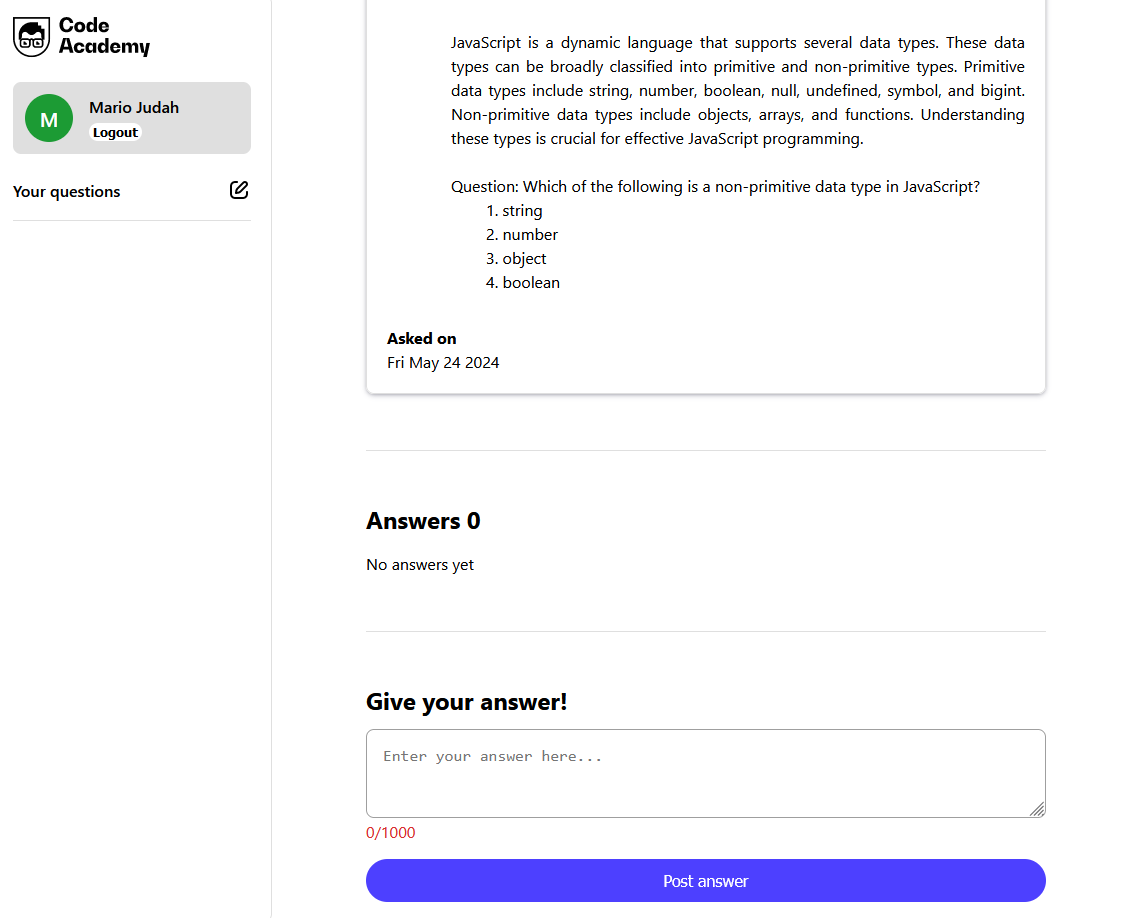 Code
Academy
M
Mario Judah
Logout
Your questions
JavaScript is a dynamic language that supports several data types. These data
types can be broadly classified into primitive and non-primitive types. Primitive
data types include string, number, boolean, null, undefined, symbol, and bigint.
Non-primitive data types include objects, arrays, and functions. Understanding
these types is crucial for effective JavaScript programming.
Question: Which of the following is a non-primitive data type in JavaScript?
1. string
2. number
3. object
4. boolean
Asked on
Fri May 24 2024
Answers 0
No answers yet
Give your answer!
Enter your answer here...
0/1000
Post answer